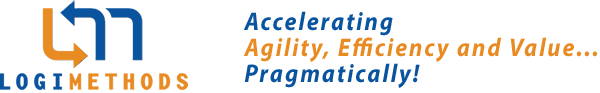 LOGIMETHODS
Accelerating
Agility, Efficiency and Value...
Pragmatically!